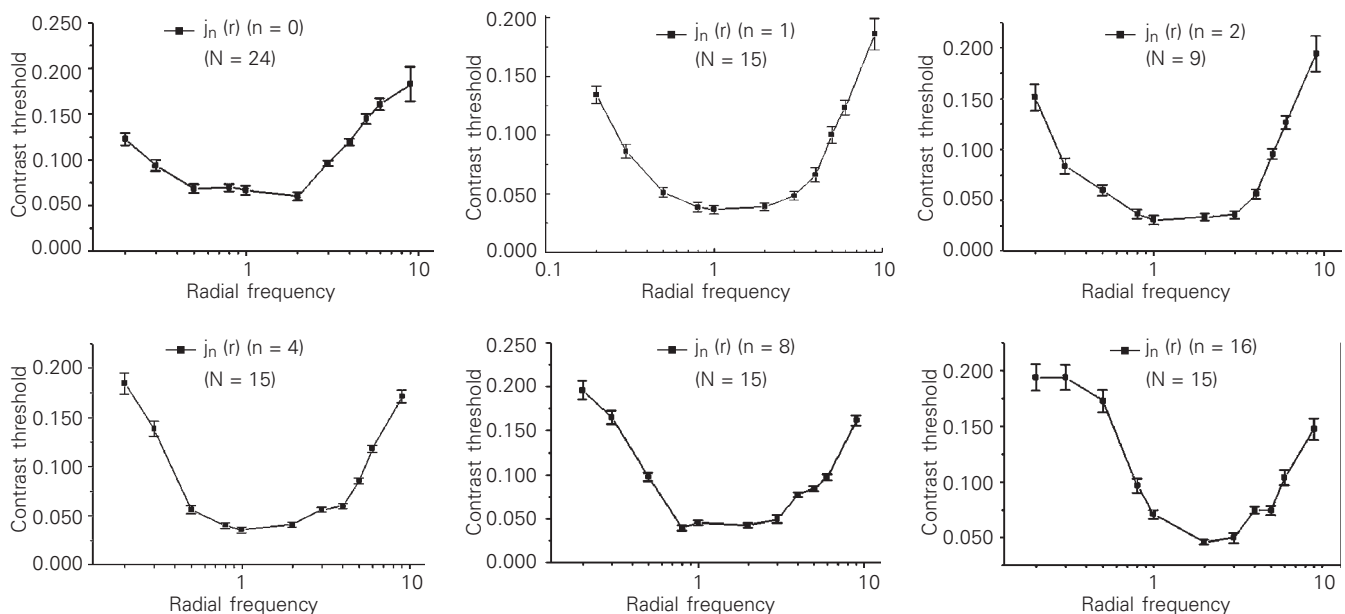 0.250
0.200
0.150
0.100
0.050
0.000
Contrast threshold
jn (r) (n = 0)
(N = 24)
1
10
Radial frequency
0.200
0.150
0.100
0.050
0.000
Contrast threshold
jn (r) (n = 1)
(N = 15)
0.1
1
10
Radial frequency
0.200
0.150
0.100
0.050
0.000
Contrast threshold
jn (r) (n = 2)
(N = 9)
1
10
Radial frequency
0.200
0.150
0.100
0.050
0.000
Contrast threshold
jn (r) (n = 4)
(N = 15)
1
10
Radial frequency
0.250
0.200
0.150
0.100
0.050
0.000
Contrast threshold
jn (r) (n = 8)
(N = 15)
1
10
Radial frequency
0.200
0.150
0.100
0.050
Contrast threshold
jn (r) (n = 16)
(N = 15)
1
10
Radial frequency